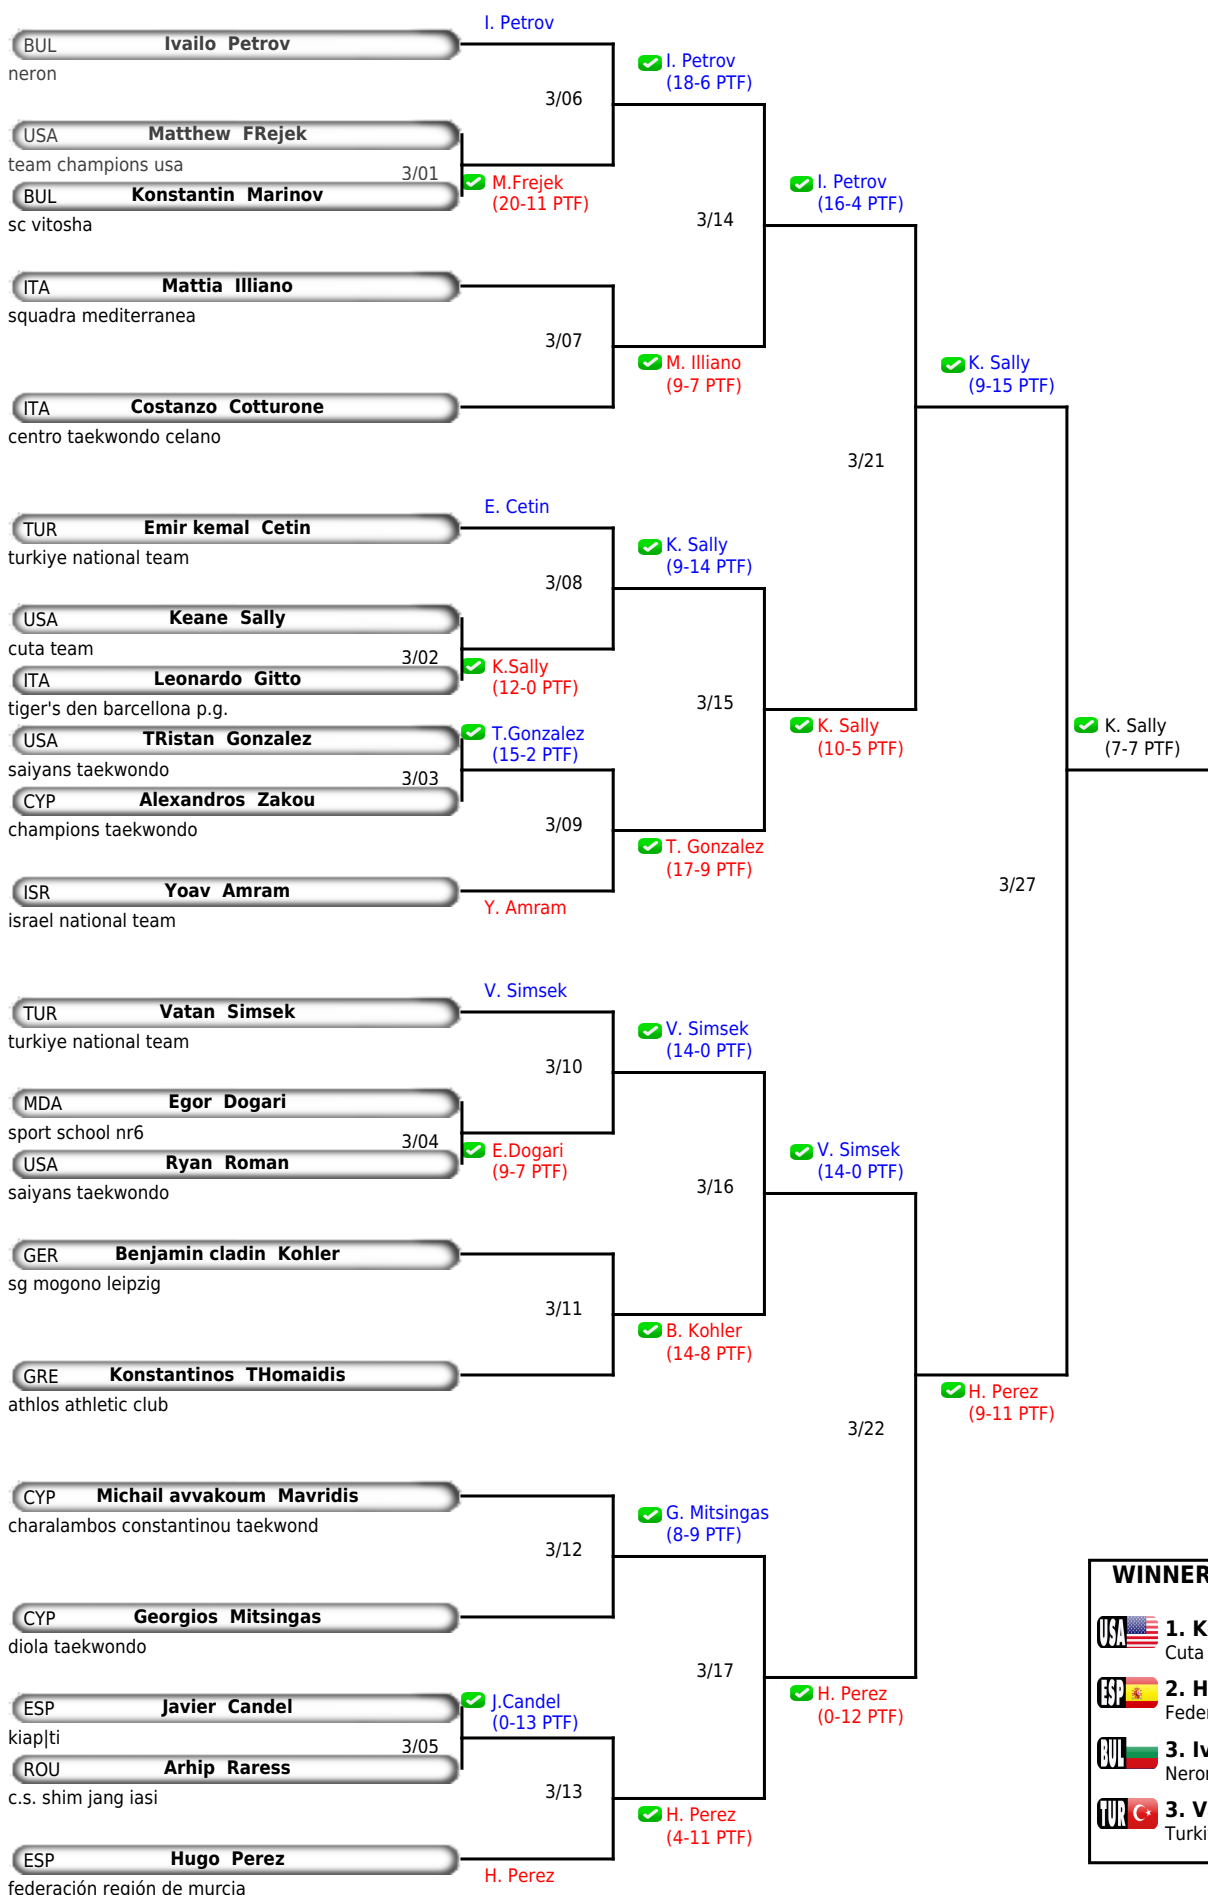 I. Petrov
BUL Ivailo Petrov
neron
I. Petrov
(18-6 PTF)
3/06
USA Matthew FRejek
team champions usa
3/01
M.Frejek
(20-11 PTF)
BUL Konstantin Marinov
sc vitosha
I. Petrov
(16-4 PTF)
3/14
ITA Mattia Illiano
squadra mediterranea
3/07
M. Illiano
(9-7 PTF)
K. Sally
(9-15 PTF)
ITA Costanzo Cotturone
centro taekwondo celano
3/21
E. Cetin
TUR Emir kemal Cetin
turkiye national team
K. Sally
(9-14 PTF)
3/08
USA Keane Sally
cuta team
3/02
K.Sally
(12-0 PTF)
ITA Leonardo Gitto
tiger's den barcellona p.g.
3/15
USA TRistan Gonzalez
saiyans taekwondo
T.Gonzalez
(15-2 PTF)
K. Sally
(10-5 PTF)
K. Sally
(7-7 PTF)
3/03
CYP Alexandros Zakou
champions taekwondo
3/09
T. Gonzalez
(17-9 PTF)
3/27
ISR Yoav Amram
israel national team
Y. Amram
V. Simsek
TUR Vatan Simsek
turkiye national team
V. Simsek
(14-0 PTF)
3/10
MDA Egor Dogari
sport school nr6
3/04
E.Dogari
(9-7 PTF)
V. Simsek
(14-0 PTF)
USA Ryan Roman
saiyans taekwondo
3/16
GER Benjamin cladin Kohler
sg mogono leipzig
3/11
B. Kohler
(14-8 PTF)
GRE Konstantinos THomaidis
athlos athletic club
H. Perez
(9-11 PTF)
3/22
CYP Michail avvakoum Mavridis
charalambos constantinou taekwond
G. Mitsingas
(8-9 PTF)
3/12
CYP Georgios Mitsingas
diola taekwondo
3/17
ESP Javier Candel
kiap|ti
J.Candel
(0-13 PTF)
H. Perez
(0-12 PTF)
3/05
ROU Arhip Raress
c.s. shim jang iasi
3/13
H. Perez
(4-11 PTF)
ESP Hugo Perez
federación región de murcia
H. Perez
WINNER
USA 1. K
Cuta
ESP 2. H
Feder
BUL 3. Iv
Neron
TUR 3. V
Turki